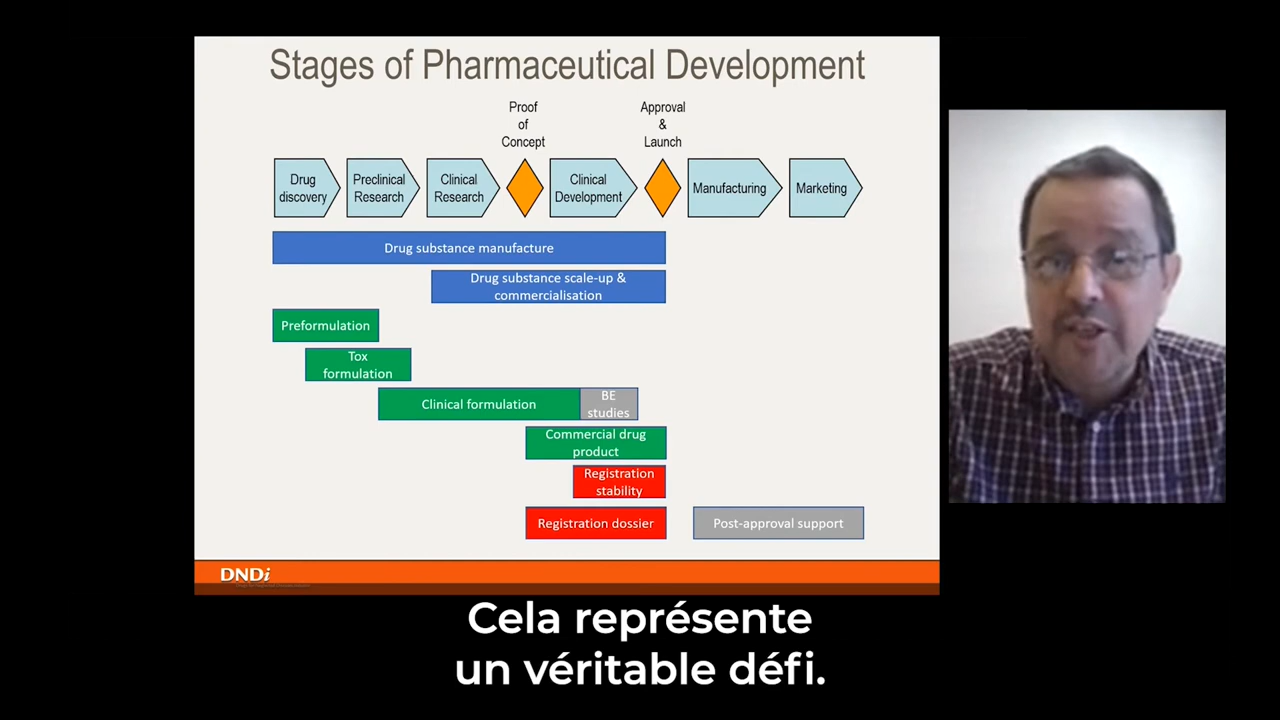 Stages of Pharmaceutical Development
Proof
of
Concept
Approval
&
Launch
Drug
discovery
Preclinical
Research
Clinical
Research
Clinical
Development
Manufacturing
Marketing
Drug substance manufacture
Drug substance scale-up &
commercialisation
Preformulation
Tox
formulation
Clinical formulation
BE
studies
Commercial drug
product
Registration
stability
Registration dossier
Post-approval support
DNDi
Cela représente
un véritable défi.